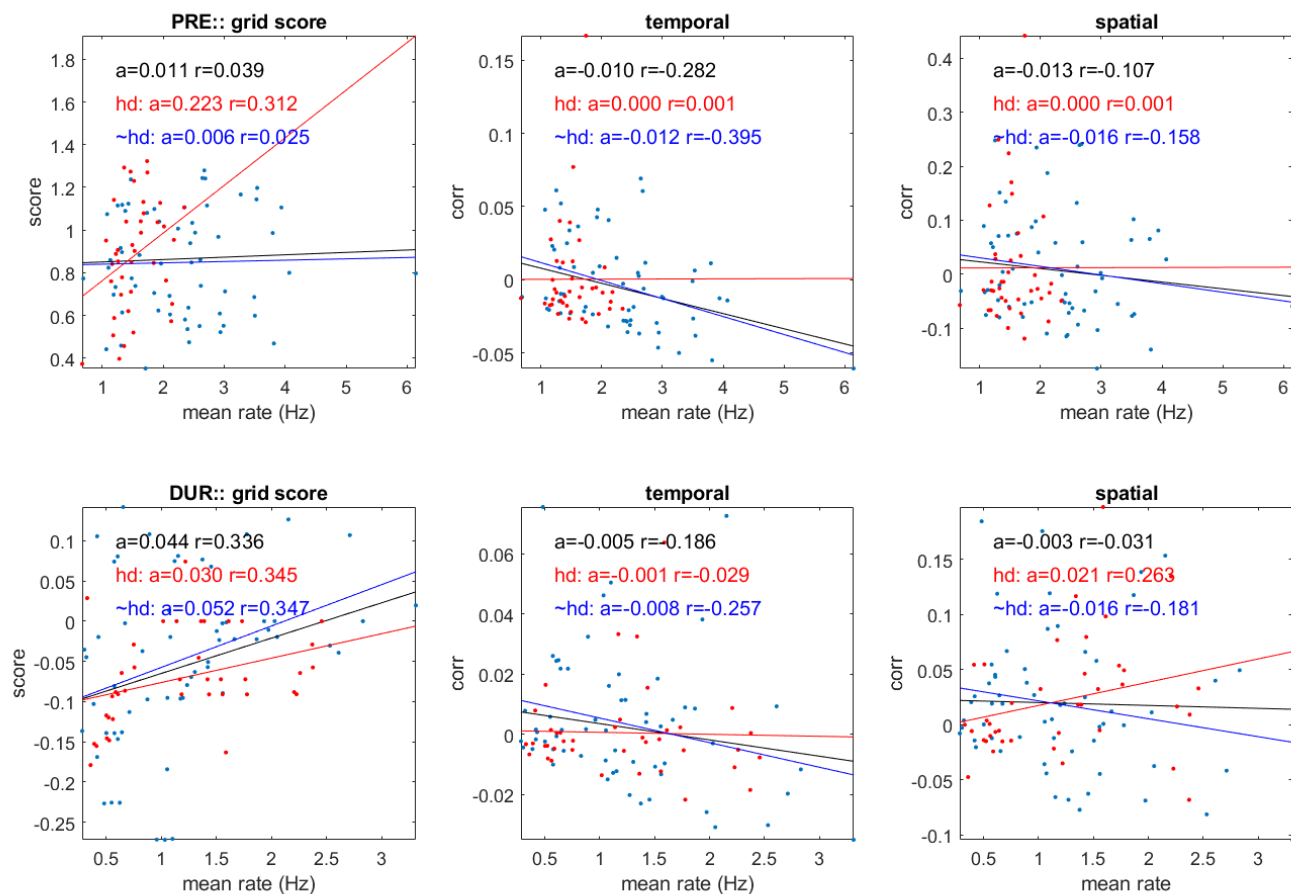 PRE:: grid score
a=0.011 r=0.039
hd: a=0.223 r=0.312
~hd: a=0.006 r=0.025
score
1.8
1.6
1.4
1.2
1
0.8
0.6
0.4
1 2 3 4 5 6
mean rate (Hz)
temporal
a=-0.010 r=-0.282
hd: a=0.000 r=0.001
~hd: a=-0.012 r=-0.395
corr
0.15
0.1
0.05
0
-0.05
1 2 3 4 5 6
mean rate (Hz)
spatial
a=-0.013 r=-0.107
hd: a=0.000 r=0.001
~hd: a=-0.016 r=-0.158
corr
0.4
0.3
0.2
0.1
0
-0.1
1 2 3 4 5 6
mean rate (Hz)
DUR:: grid score
a=0.044 r=0.336
hd: a=0.030 r=0.345
~hd: a=0.052 r=0.347
score
0.1
0.05
0
-0.05
-0.1
-0.15
-0.2
-0.25
0.5 1 1.5 2 2.5 3
mean rate (Hz)
temporal
a=-0.005 r=-0.186
hd: a=-0.001 r=-0.029
~hd: a=-0.008 r=-0.257
corr
0.06
0.04
0.02
0
-0.02
0.5 1 1.5 2 2.5 3
mean rate (Hz)
spatial
a=-0.003 r=-0.031
hd: a=0.021 r=0.263
~hd: a=-0.016 r=-0.181
corr
0.15
0.1
0.05
0
-0.05
-0.1
0.5 1 1.5 2 2.5 3
mean rate